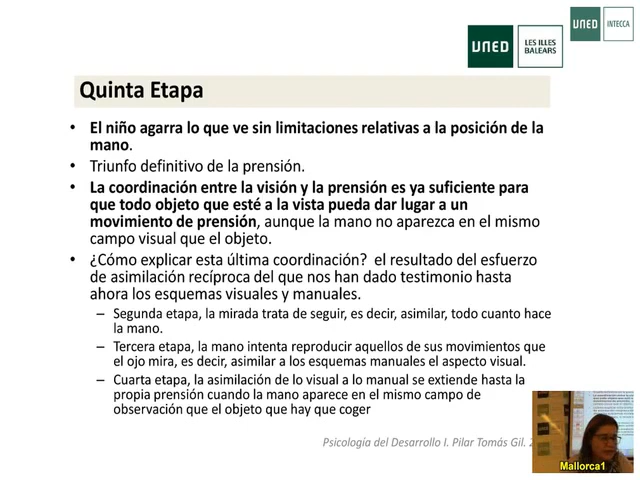 UNED
INTECCA
UNED
LES ILLES
BALEARS
Quinta Etapa
• El niño agarra lo que ve sin limitaciones relativas a la posición de la
mano.
• Triunfo definitivo de la prensión.
• La coordinación entre la visión y la prensión es ya suficiente para
que todo objeto que esté a la vista pueda dar lugar a un
movimiento de prensión, aunque la mano no aparezca en el mismo
campo visual que el objeto.
• ¿Cómo explicar esta última coordinación? el resultado del esfuerzo
de asimilación recíproca del que nos han dado testimonio hasta
ahora los esquemas visuales y manuales.
– Segunda etapa, la mirada trata de seguir, es decir, asimilar, todo cuanto hace
la mano.
– Tercera etapa, la mano intenta reproducir aquellos de sus movimientos que
el ojo mira, es decir, asimilar a los esquemas manuales el aspecto visual.
– Cuarta etapa, la asimilación de lo visual a lo manual se extiende hasta la
propia prensión cuando la mano aparece en el mismo campo de
observación que el objeto que hay que coger
Psicología del Desarrollo I. Pilar Tomás Gil.
Mallorca1